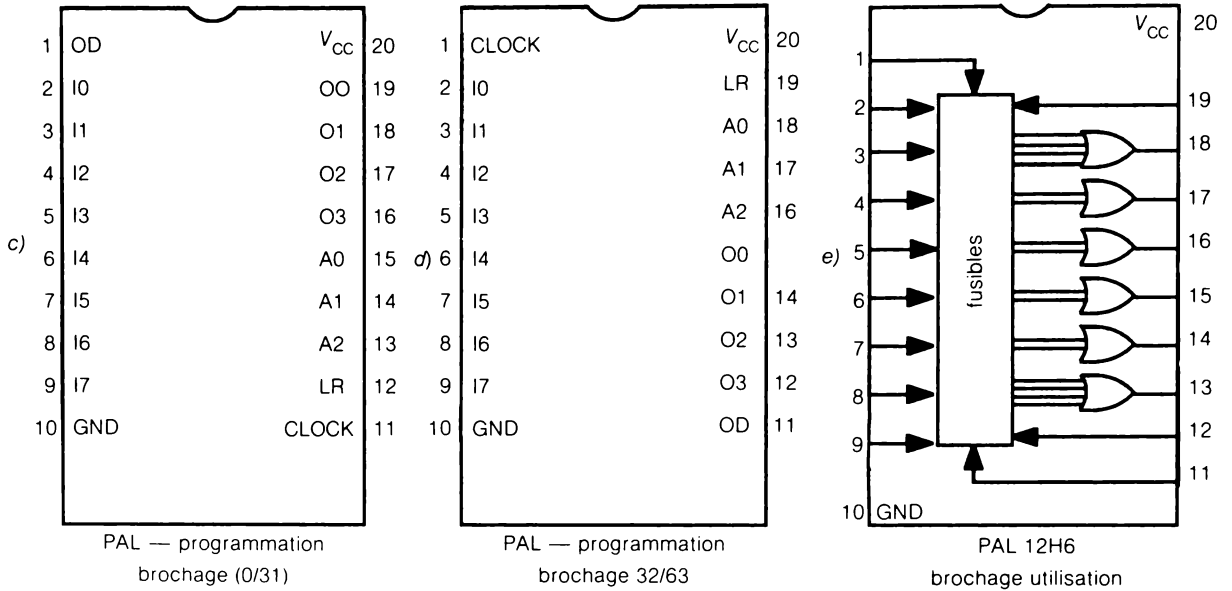 c)
1 OD V_CC 20
2 I0 OO 19
3 I1 O1 18
4 I2 O2 17
5 I3 O3 16
6 I4 A0 15
7 I5 A1 14
8 I6 A2 13
9 I7 LR 12
10 GND CLOCK 11
PAL — programmation
brochage (0/31)
d)
1 CLOCK V_CC 20
2 I0 LR 19
3 I1 A0 18
4 I2 A1 17
5 I3 A2 16
6 I4 O0
7 I5 O1 14
8 I6 O2 13
9 I7 O3 12
10 GND OD 11
PAL — programmation
brochage 32/63
e)
V_CC 20
1
2 19
3 18
4 17
5 16
6 15
7 14
8 13
9 12
11
10 GND
fusibles
PAL 12H6
brochage utilisation